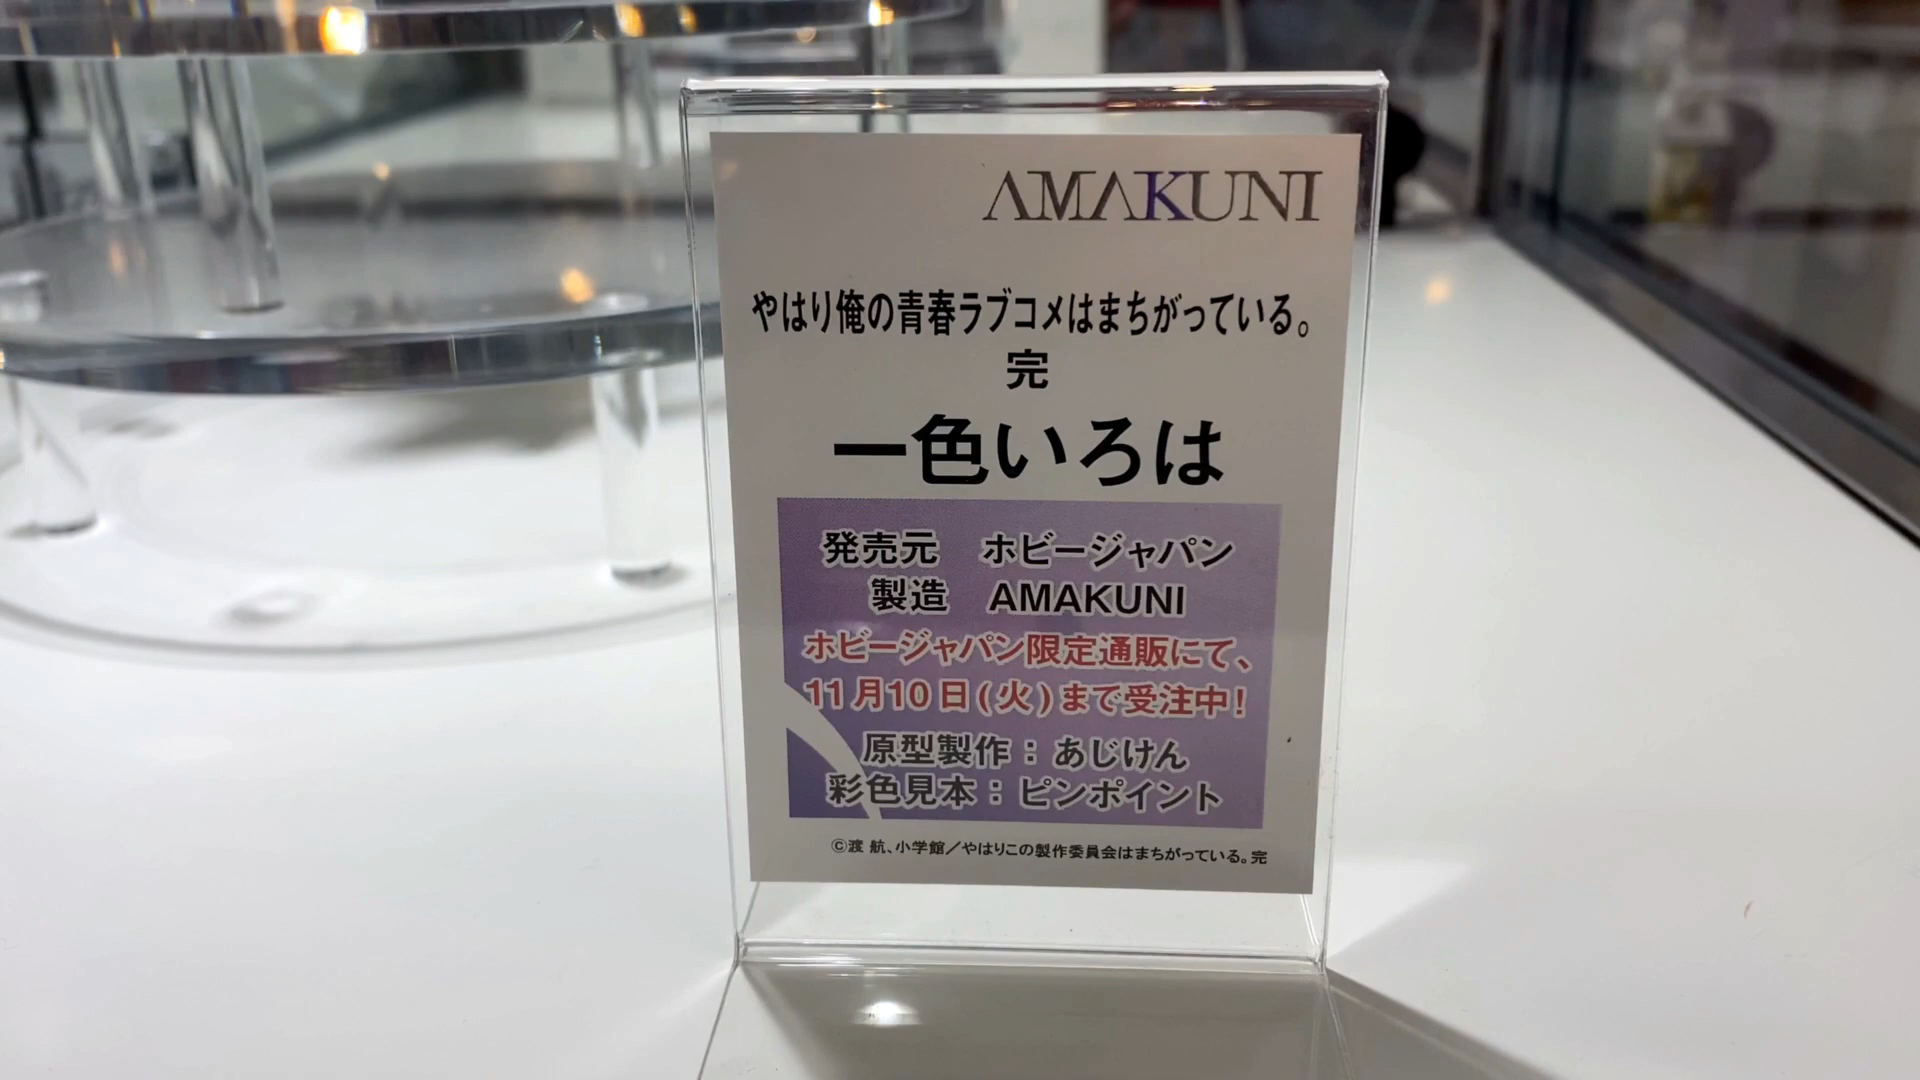 AMAKUNI
やはり俺の青春ラブコメはまちがっている。
完
一色いろは
発売元　ホビージャパン
製造　AMAKUNI
ホビージャパン限定通販にて、
11月10日(火)まで受注中!
原型製作：あじけん
彩色見本：ピンポイント
©渡 航、小学館／やはりこの製作委員会はまちがっている。完